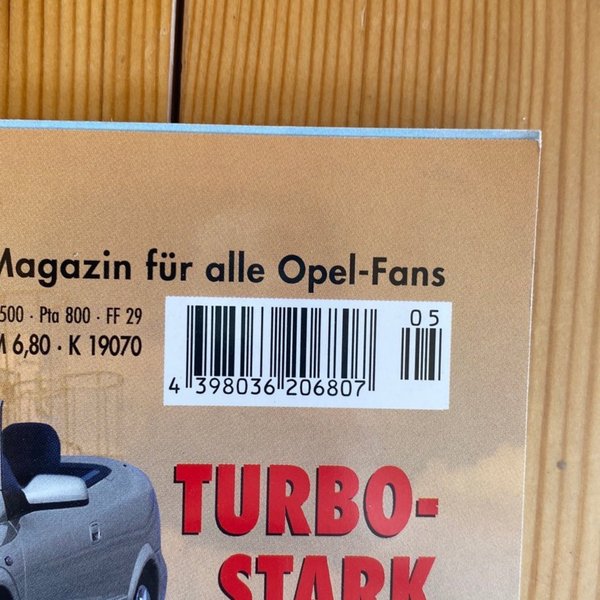 Magazin für alle Opel-Fans
500 · Pta 800 · FF 29
M 6,80 · K 19070
05
4 398036 206807
TURBO-
STARK